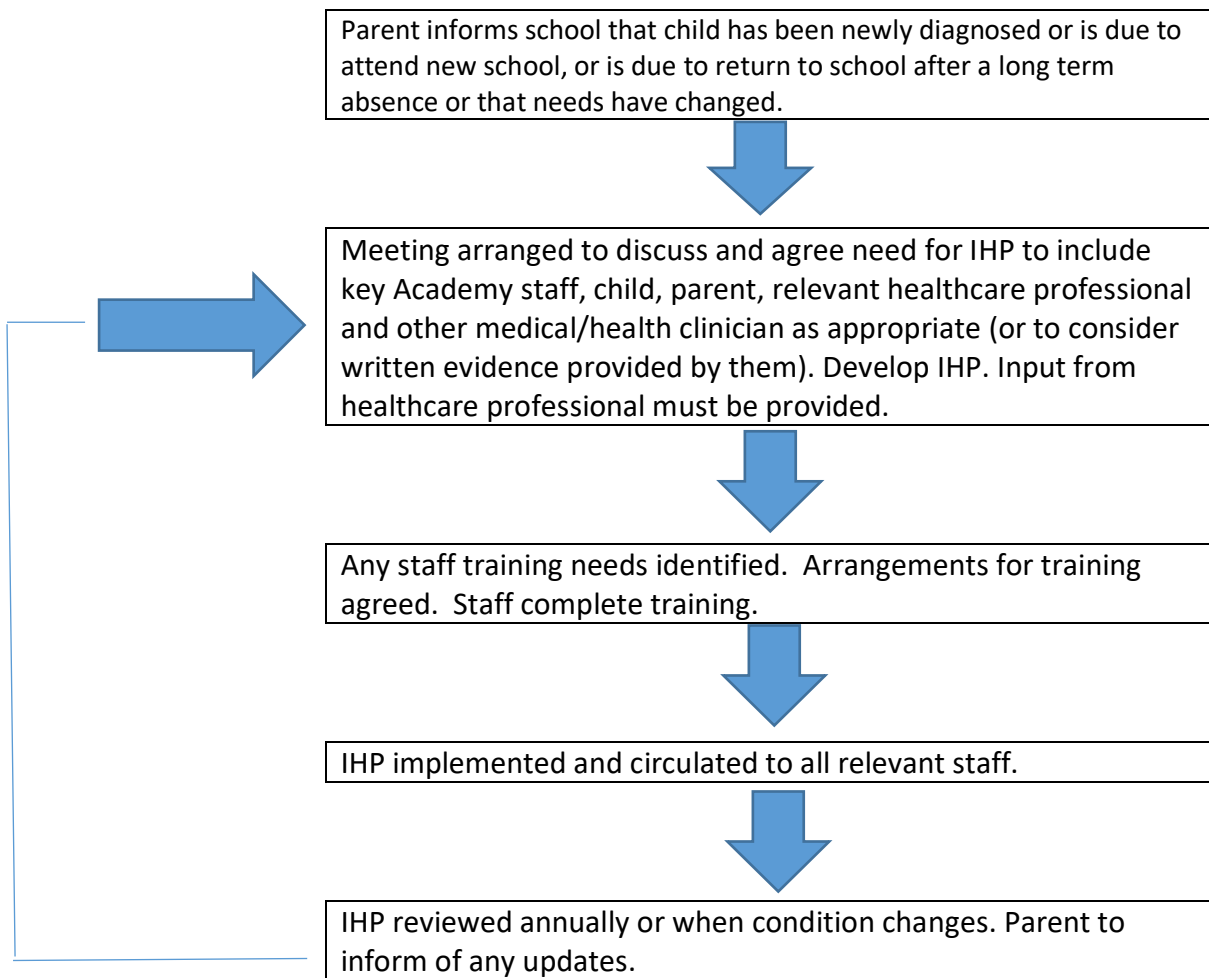 Parent informs school that child has been newly diagnosed or is due to
attend new school, or is due to return to school after a long term
absence or that needs have changed.
Meeting arranged to discuss and agree need for IHP to include
key Academy staff, child, parent, relevant healthcare professional
and other medical/health clinician as appropriate (or to consider
written evidence provided by them). Develop IHP. Input from
healthcare professional must be provided.
Any staff training needs identified.  Arrangements for training
agreed.  Staff complete training.
IHP implemented and circulated to all relevant staff.
IHP reviewed annually or when condition changes. Parent to
inform of any updates.